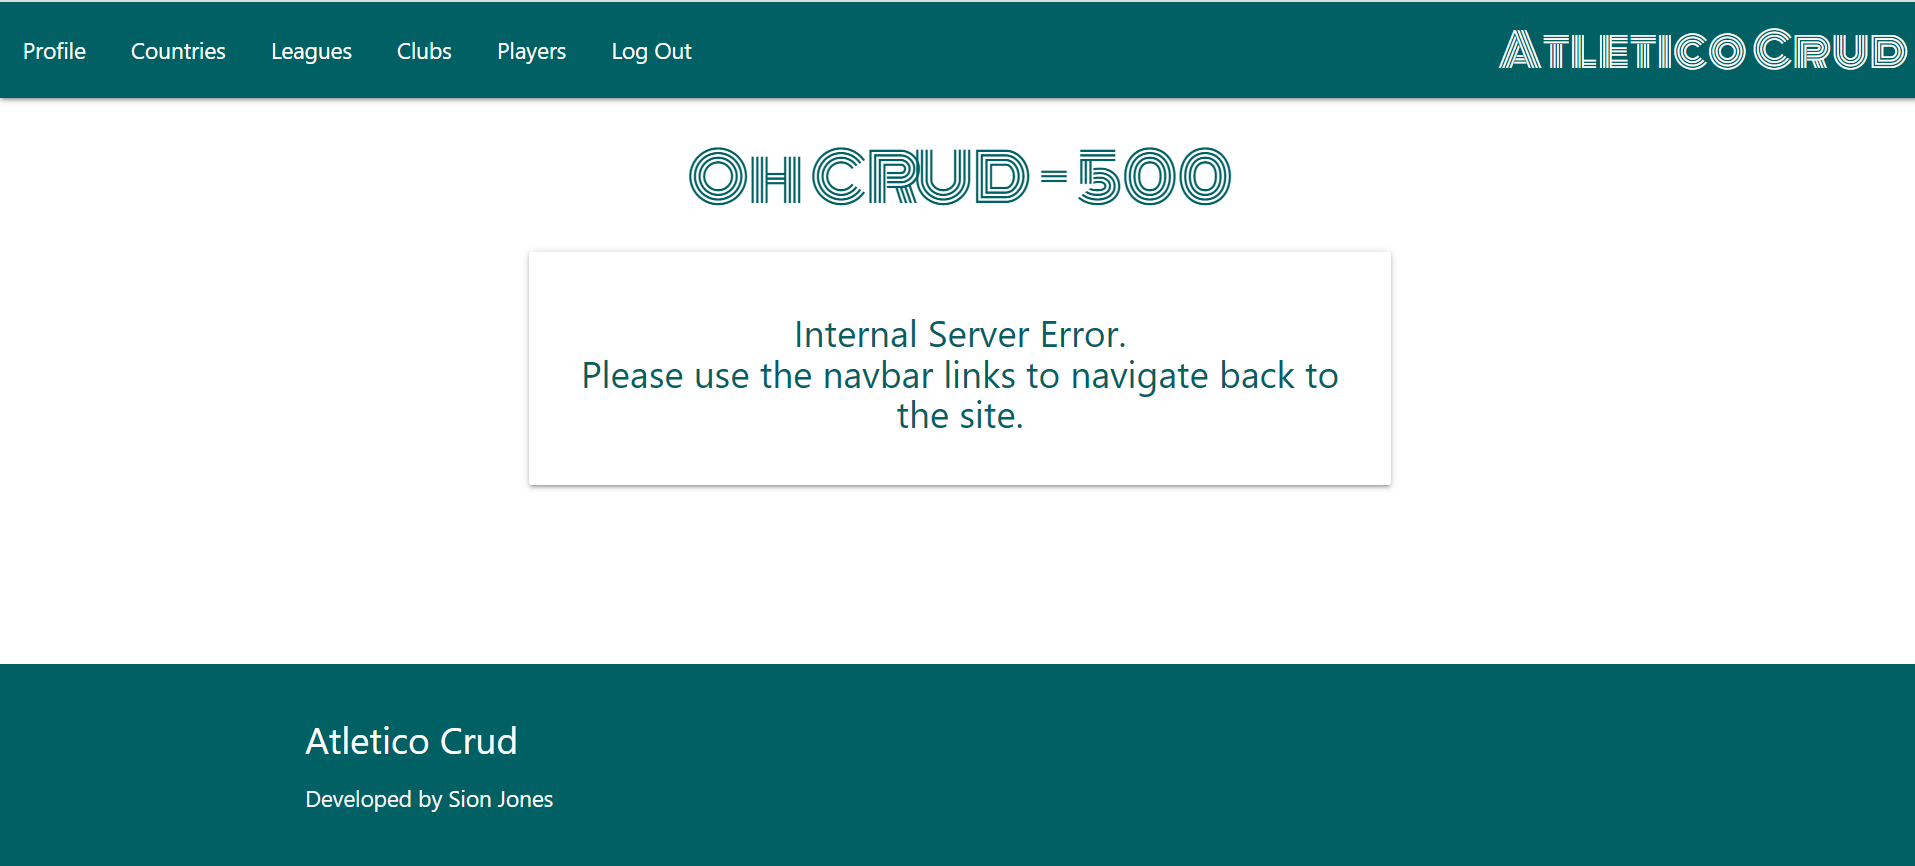 Profile Countries Leagues Clubs Players Log Out Atletico Crud
Oh CRUD - 500
Internal Server Error.
Please use the navbar links to navigate back to
the site.
Atletico Crud
Developed by Sion Jones